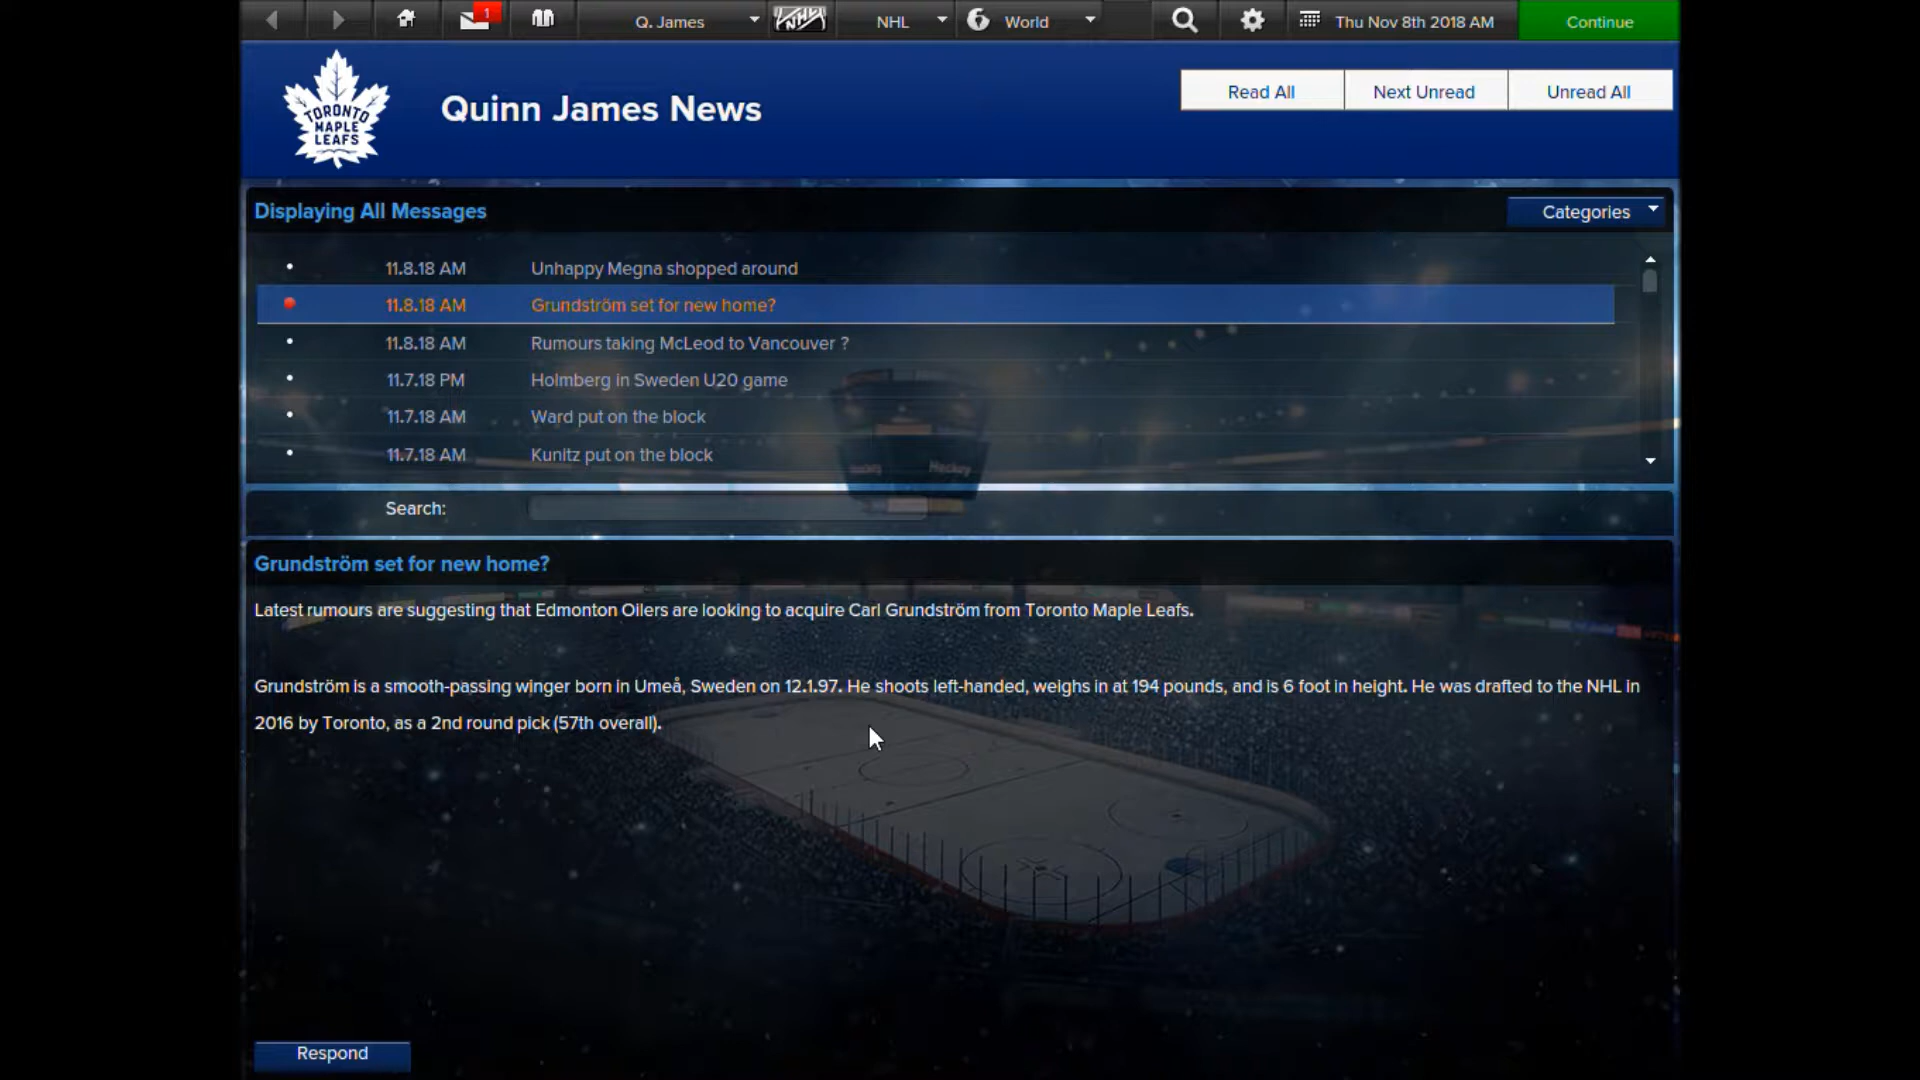 1
Q. James
NHL
NHL
World
Thu Nov 8th 2018 AM
Continue
TORONTO
MAPLE
LEAFS
Quinn James News
Read All
Next Unread
Unread All
Displaying All Messages
Categories
11.8.18 AM Unhappy Megna shopped around
11.8.18 AM Grundström set for new home?
11.8.18 AM Rumours taking McLeod to Vancouver ?
11.7.18 PM Holmberg in Sweden U20 game
11.7.18 AM Ward put on the block
11.7.18 AM Kunitz put on the block
Hockey
Search:
Grundström set for new home?
Latest rumours are suggesting that Edmonton Oilers are looking to acquire Carl Grundström from Toronto Maple Leafs.
Grundström is a smooth-passing winger born in Umeå, Sweden on 12.1.97. He shoots left-handed, weighs in at 194 pounds, and is 6 foot in height. He was drafted to the NHL in
2016 by Toronto, as a 2nd round pick (57th overall).
Respond